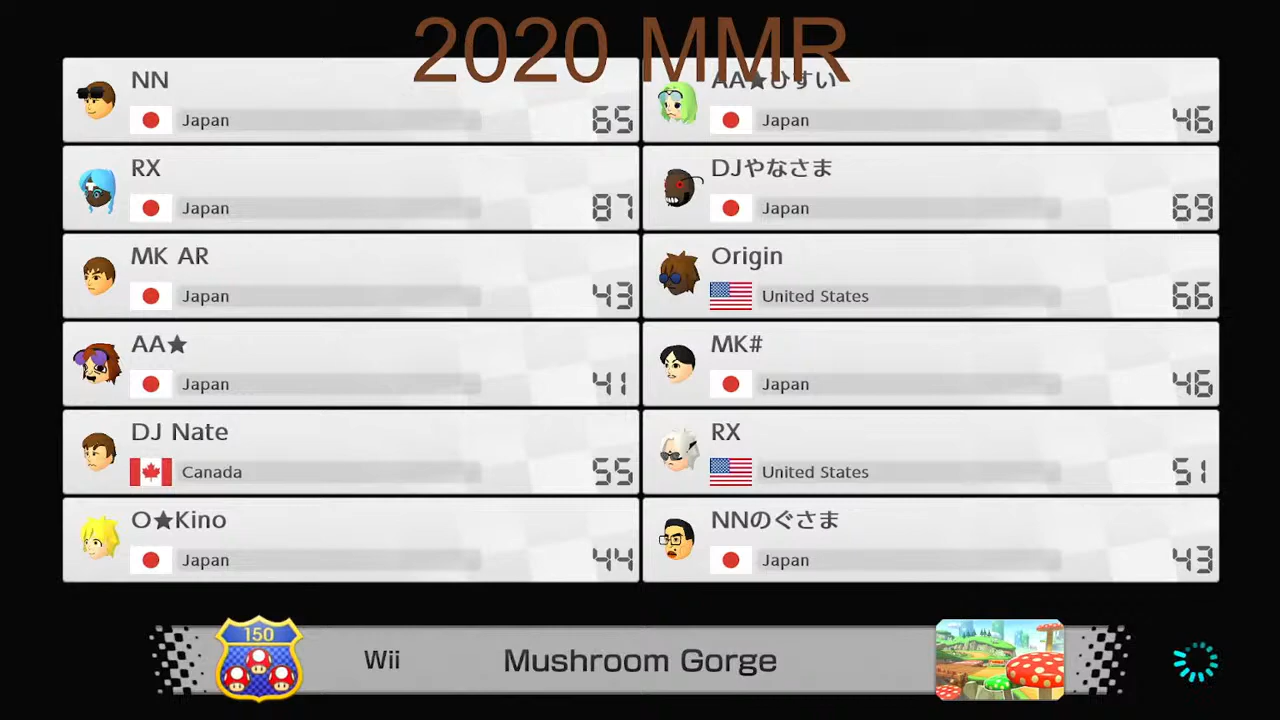 2020 MMR
NN
Japan
65
RX
Japan
87
MK AR
Japan
43
AA★
Japan
41
DJ Nate
Canada
55
O★Kino
Japan
44
AA★ひすい
Japan
46
DJやなさま
Japan
69
Origin
United States
66
MK#
Japan
46
RX
United States
51
NNのぐさま
Japan
43
150
Wii
Mushroom Gorge